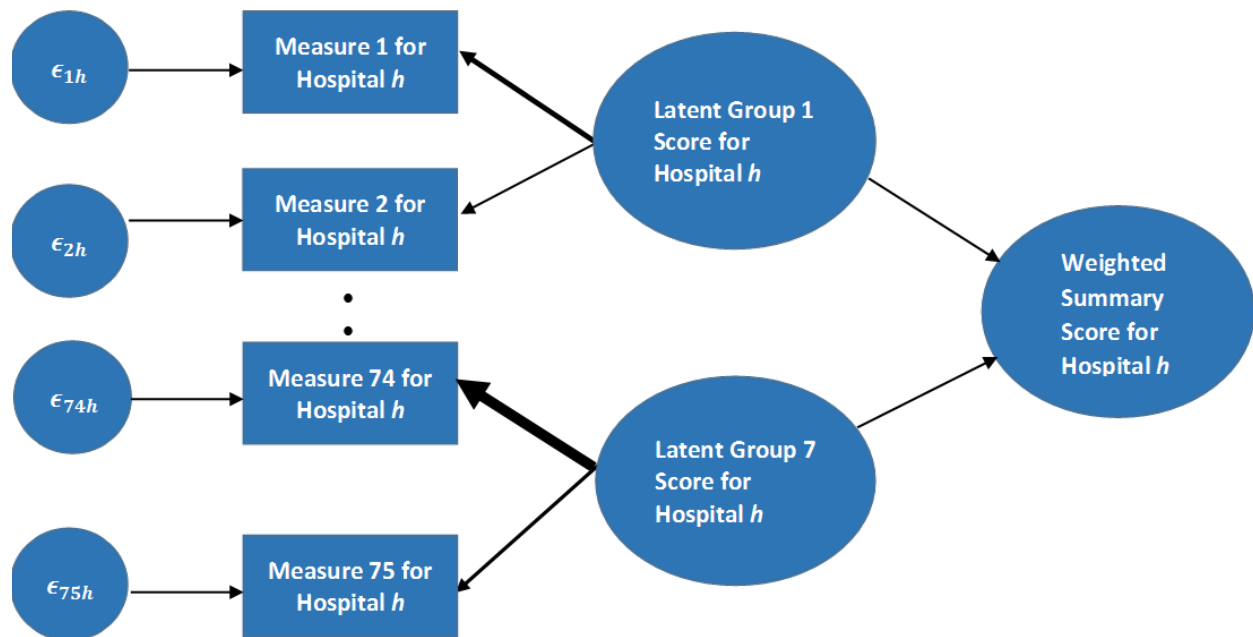 ϵ1h
Measure 1 for
Hospital h
Latent Group 1
Score for
Hospital h
ϵ2h
Measure 2 for
Hospital h
Weighted
Summary
Score for
Hospital h
ϵ74h
Measure 74 for
Hospital h
Latent Group 7
Score for
Hospital h
ϵ75h
Measure 75 for
Hospital h